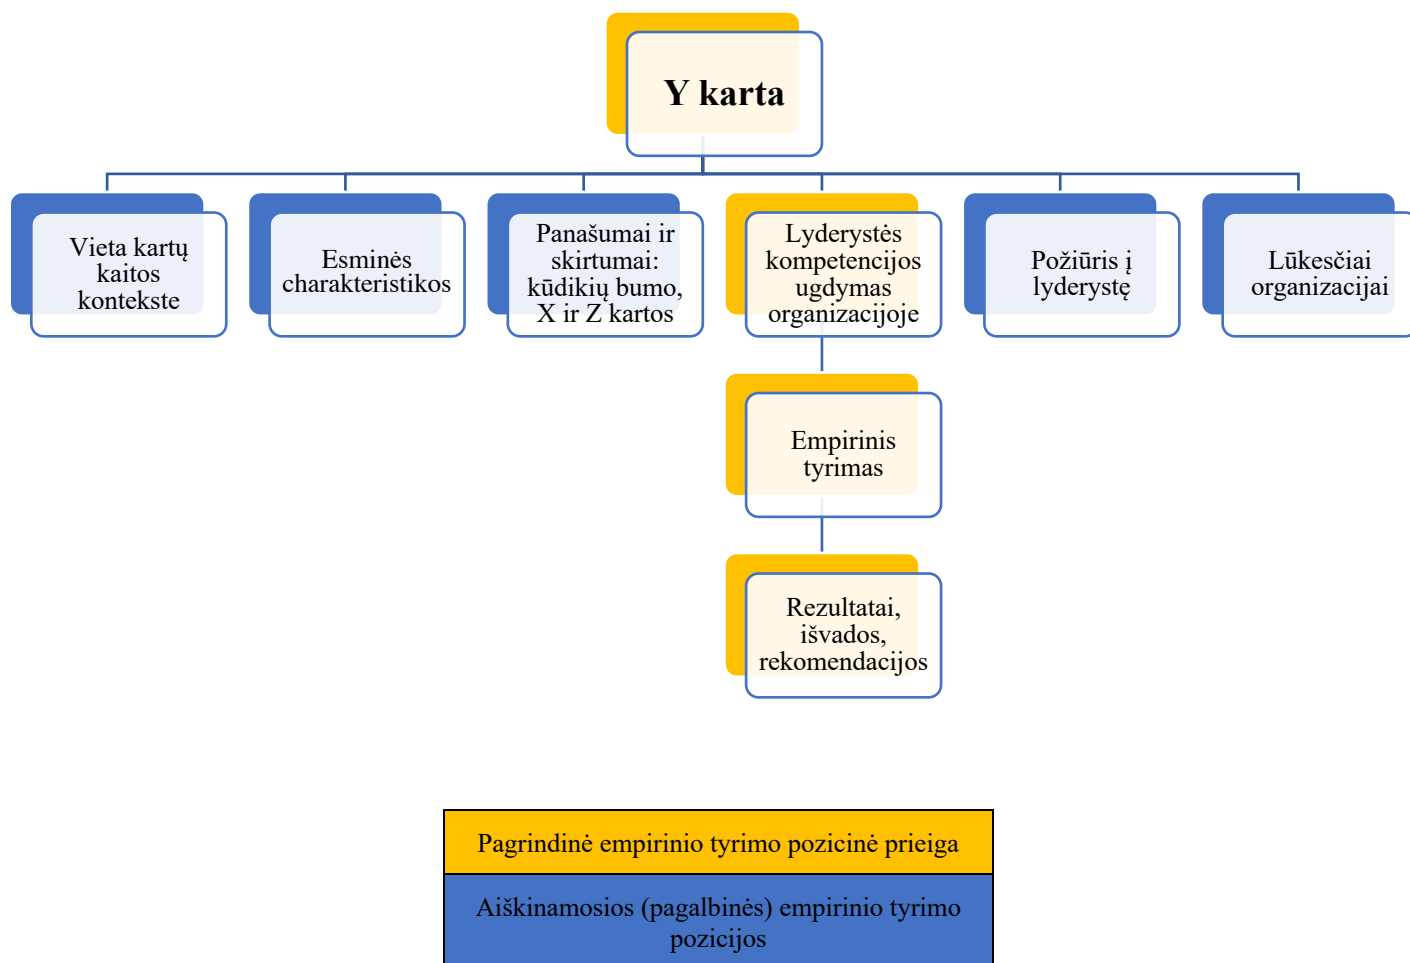 Y karta
Vieta kartų
kaitos
kontekste
Esminės
charakteristikos
Panašumai ir
skirtumai:
kūdikių bumo,
X ir Z kartos
Lyderystės
kompetencijos
ugdymas
organizacijoje
Požiūris į
lyderystę
Lūkesčiai
organizacijai
Empirinis
tyrimas
Rezultatai,
išvados,
rekomendacijos
Pagrindinė empirinio tyrimo pozicinė prieiga
Aiškinamosios (pagalbinės) empirinio tyrimo
pozicijos